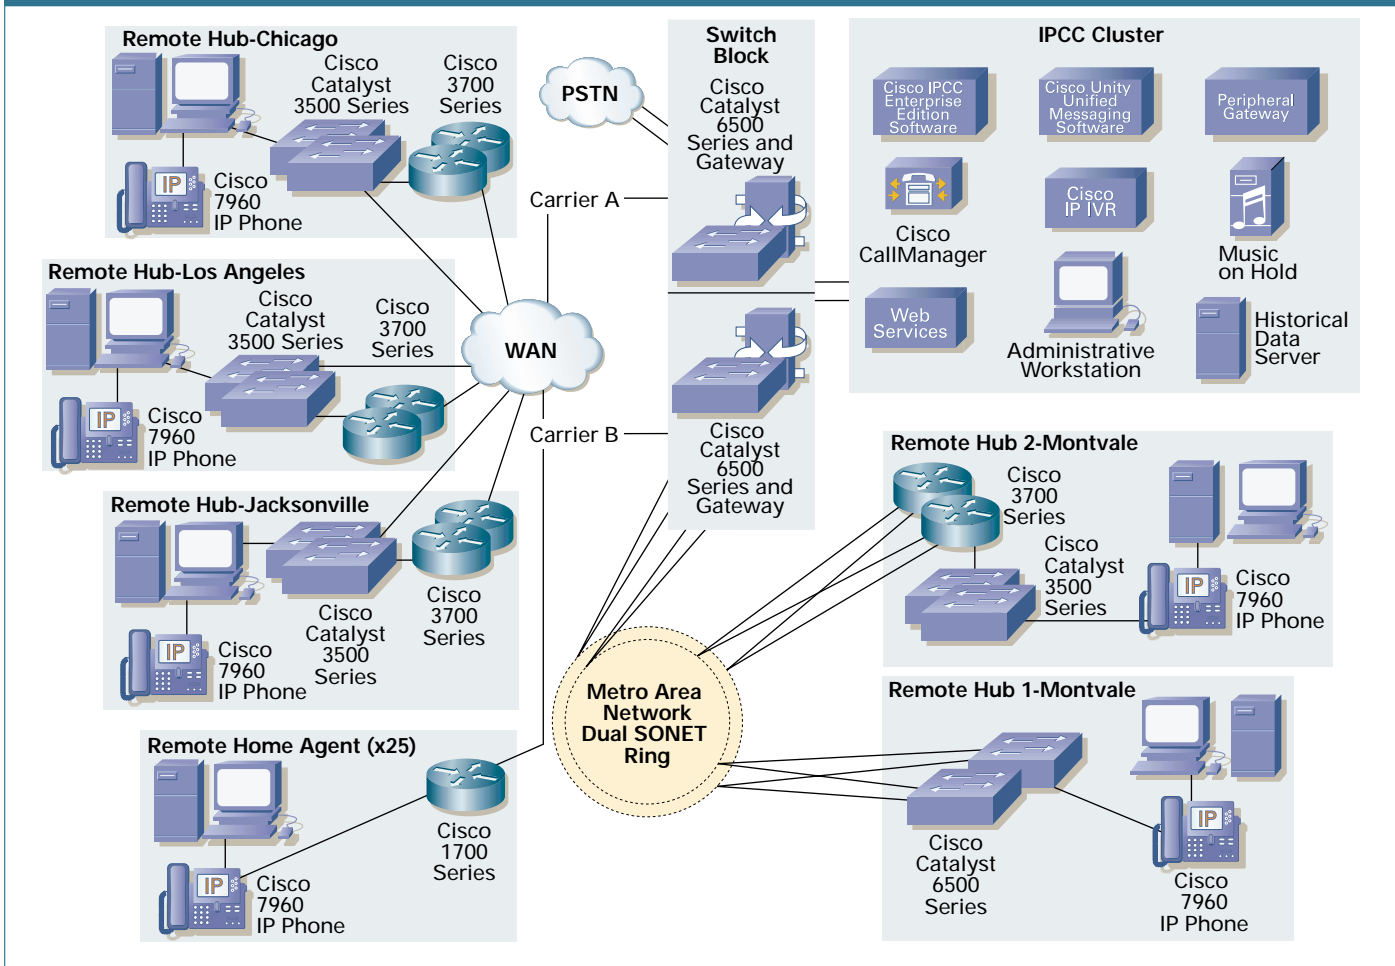 Remote Hub-Chicago
Cisco
Catalyst
3500 Series
Cisco
3700
Series
IP
Cisco
7960
IP Phone
Remote Hub-Los Angeles
Cisco
Catalyst
3500 Series
Cisco
3700
Series
IP
Cisco
7960
IP Phone
Remote Hub-Jacksonville
IP
Cisco
7960
IP Phone
Cisco
Catalyst
3500
Series
Cisco
3700
Series
Remote Home Agent (x25)
IP
Cisco
7960
IP Phone
Cisco
1700
Series
PSTN
Carrier A
WAN
Carrier B
Switch
Block
Cisco
Catalyst
6500
Series and
Gateway
Cisco
Catalyst
6500
Series and
Gateway
Metro Area
Network
Dual SONET
Ring
IPCC Cluster
Cisco IPCC
Enterprise
Edition
Software
Cisco Unity
Unified
Messaging
Software
Peripheral
Gateway
Cisco
CallManager
Cisco
IP IVR
Music
on Hold
Web
Services
Administrative
Workstation
Historical
Data
Server
Remote Hub 2-Montvale
Cisco
3700
Series
Cisco
Catalyst
3500
Series
IP
Cisco
7960
IP Phone
Remote Hub 1-Montvale
Cisco
Catalyst
6500
Series
IP
Cisco
7960
IP Phone